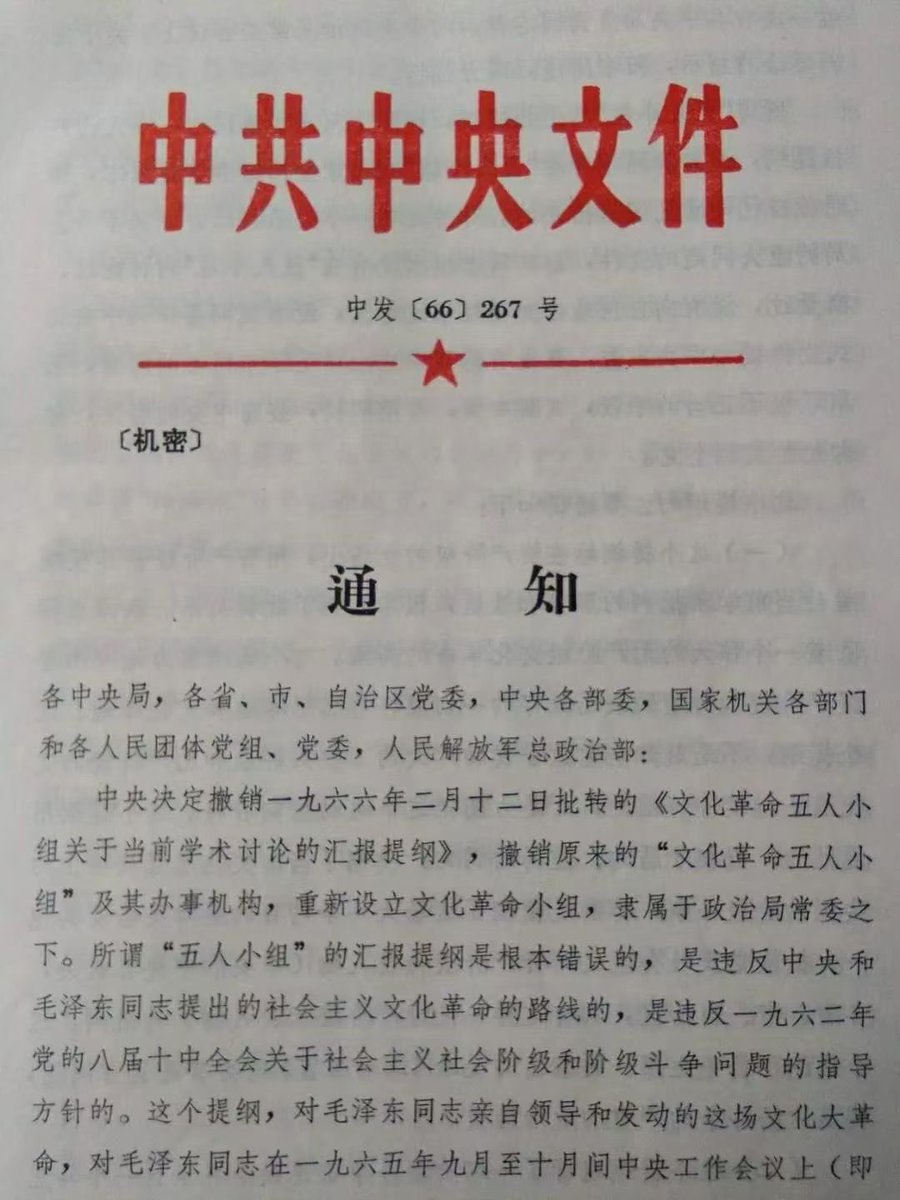 中共中央文件
中发〔66〕267 号
〔机密〕
通 知
各中央局，各省、市、自治区党委，中央各部委，国家机关各部门
和各人民团体党组、党委，人民解放军总政治部：
中央决定撤销一九六六年二月十二日批转的《文化革命五人小
组关于当前学术讨论的汇报提纲》，撤销原来的“文化革命五人小
组”及其办事机构，重新设立文化革命小组，隶属于政治局常委之
下。所谓“五人小组”的汇报提纲是根本错误的，是违反中央和
毛泽东同志提出的社会主义文化革命的路线的，是违反一九六二年
党的八届十中全会关于社会主义社会阶级和阶级斗争问题的指导
方针的。这个提纲，对毛泽东同志亲自领导和发动的这场文化大革
命，对毛泽东同志在一九六五年九月至十月间中央工作会议上（即